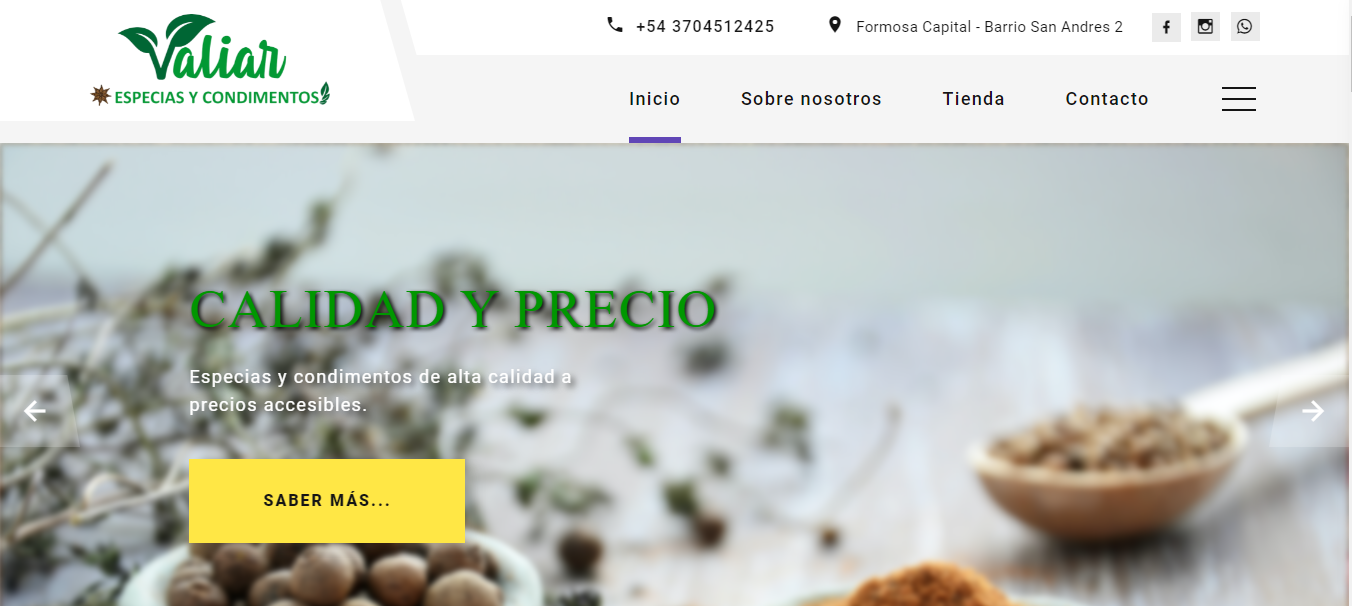 Valiar
ESPECIAS Y CONDIMENTOS
+54 3704512425
Formosa Capital - Barrio San Andres 2
Inicio
Sobre nosotros
Tienda
Contacto
CALIDAD Y PRECIO
Especias y condimentos de alta calidad a
precios accesibles.
SABER MÁS...